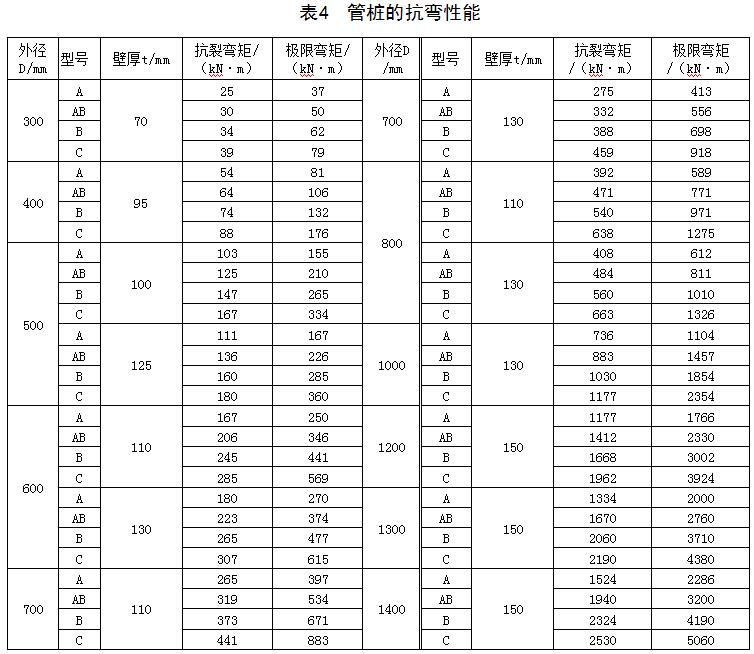 表4 管桩的抗弯性能
外径D/mm 型号 壁厚t/mm 抗裂弯矩/（kN·m） 极限弯矩/（kN·m） 外径D/mm 型号 壁厚t/mm 抗裂弯矩/（kN·m） 极限弯矩/（kN·m）
300 A 70 25 37 700 A 130 275 413
AB 30 50 AB 332 556
B 34 62 B 388 698
C 39 79 C 459 918
400 A 95 54 81 800 A 110 392 589
AB 64 106 AB 471 771
B 74 132 B 540 971
C 88 176 C 638 1275
500 A 100 103 155 A 130 408 612
AB 125 210 AB 484 811
B 147 265 B 560 1010
C 167 334 C 663 1326
A 125 111 167 1000 A 130 736 1104
AB 136 226 AB 883 1457
B 160 285 B 1030 1854
C 180 360 C 1177 2354
600 A 110 167 250 1200 A 150 1177 1766
AB 206 346 AB 1412 2330
B 245 441 B 1668 3002
C 285 569 C 1962 3924
A 130 180 270 1300 A 150 1334 2000
AB 223 374 AB 1670 2760
B 265 477 B 2060 3710
C 307 615 C 2190 4380
700 A 110 265 397 1400 A 150 1524 2286
AB 319 534 AB 1940 3200
B 373 671 B 2324 4190
C 441 883 C 2530 5060